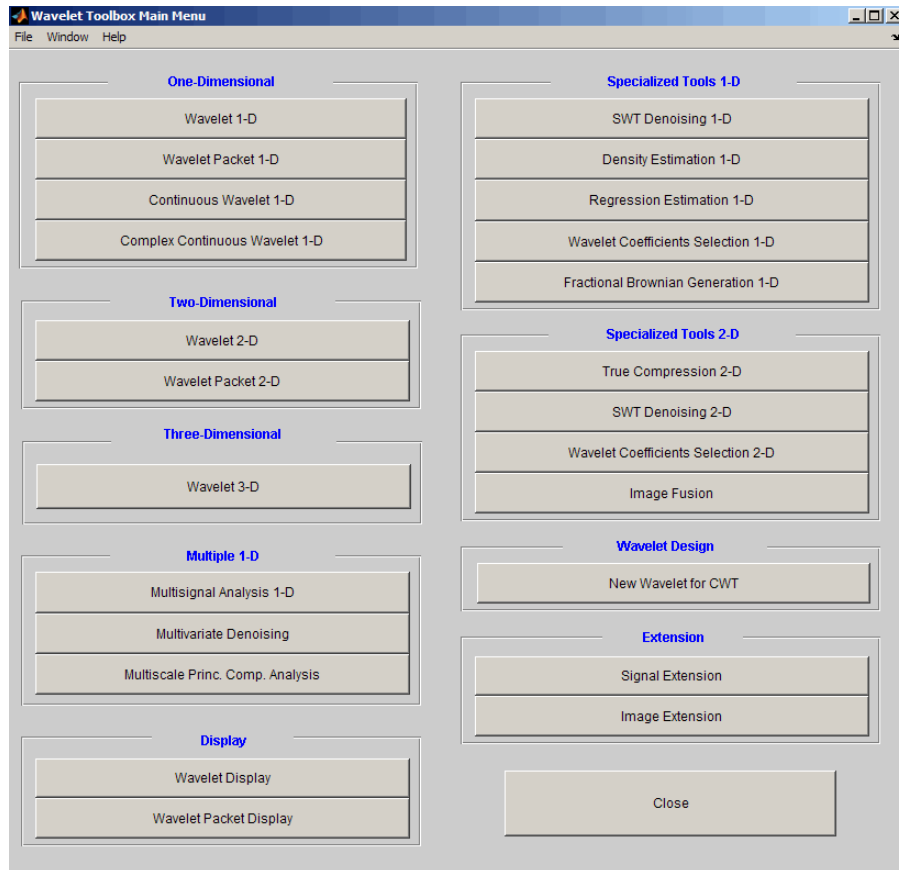 Wavelet Toolbox Main Menu
File Window Help
One-Dimensional
Wavelet 1-D
Wavelet Packet 1-D
Continuous Wavelet 1-D
Complex Continuous Wavelet 1-D
Two-Dimensional
Wavelet 2-D
Wavelet Packet 2-D
Three-Dimensional
Wavelet 3-D
Multiple 1-D
Multisignal Analysis 1-D
Multivariate Denoising
Multiscale Princ. Comp. Analysis
Display
Wavelet Display
Wavelet Packet Display
Specialized Tools 1-D
SWT Denoising 1-D
Density Estimation 1-D
Regression Estimation 1-D
Wavelet Coefficients Selection 1-D
Fractional Brownian Generation 1-D
Specialized Tools 2-D
True Compression 2-D
SWT Denoising 2-D
Wavelet Coefficients Selection 2-D
Image Fusion
Wavelet Design
New Wavelet for CWT
Extension
Signal Extension
Image Extension
Close